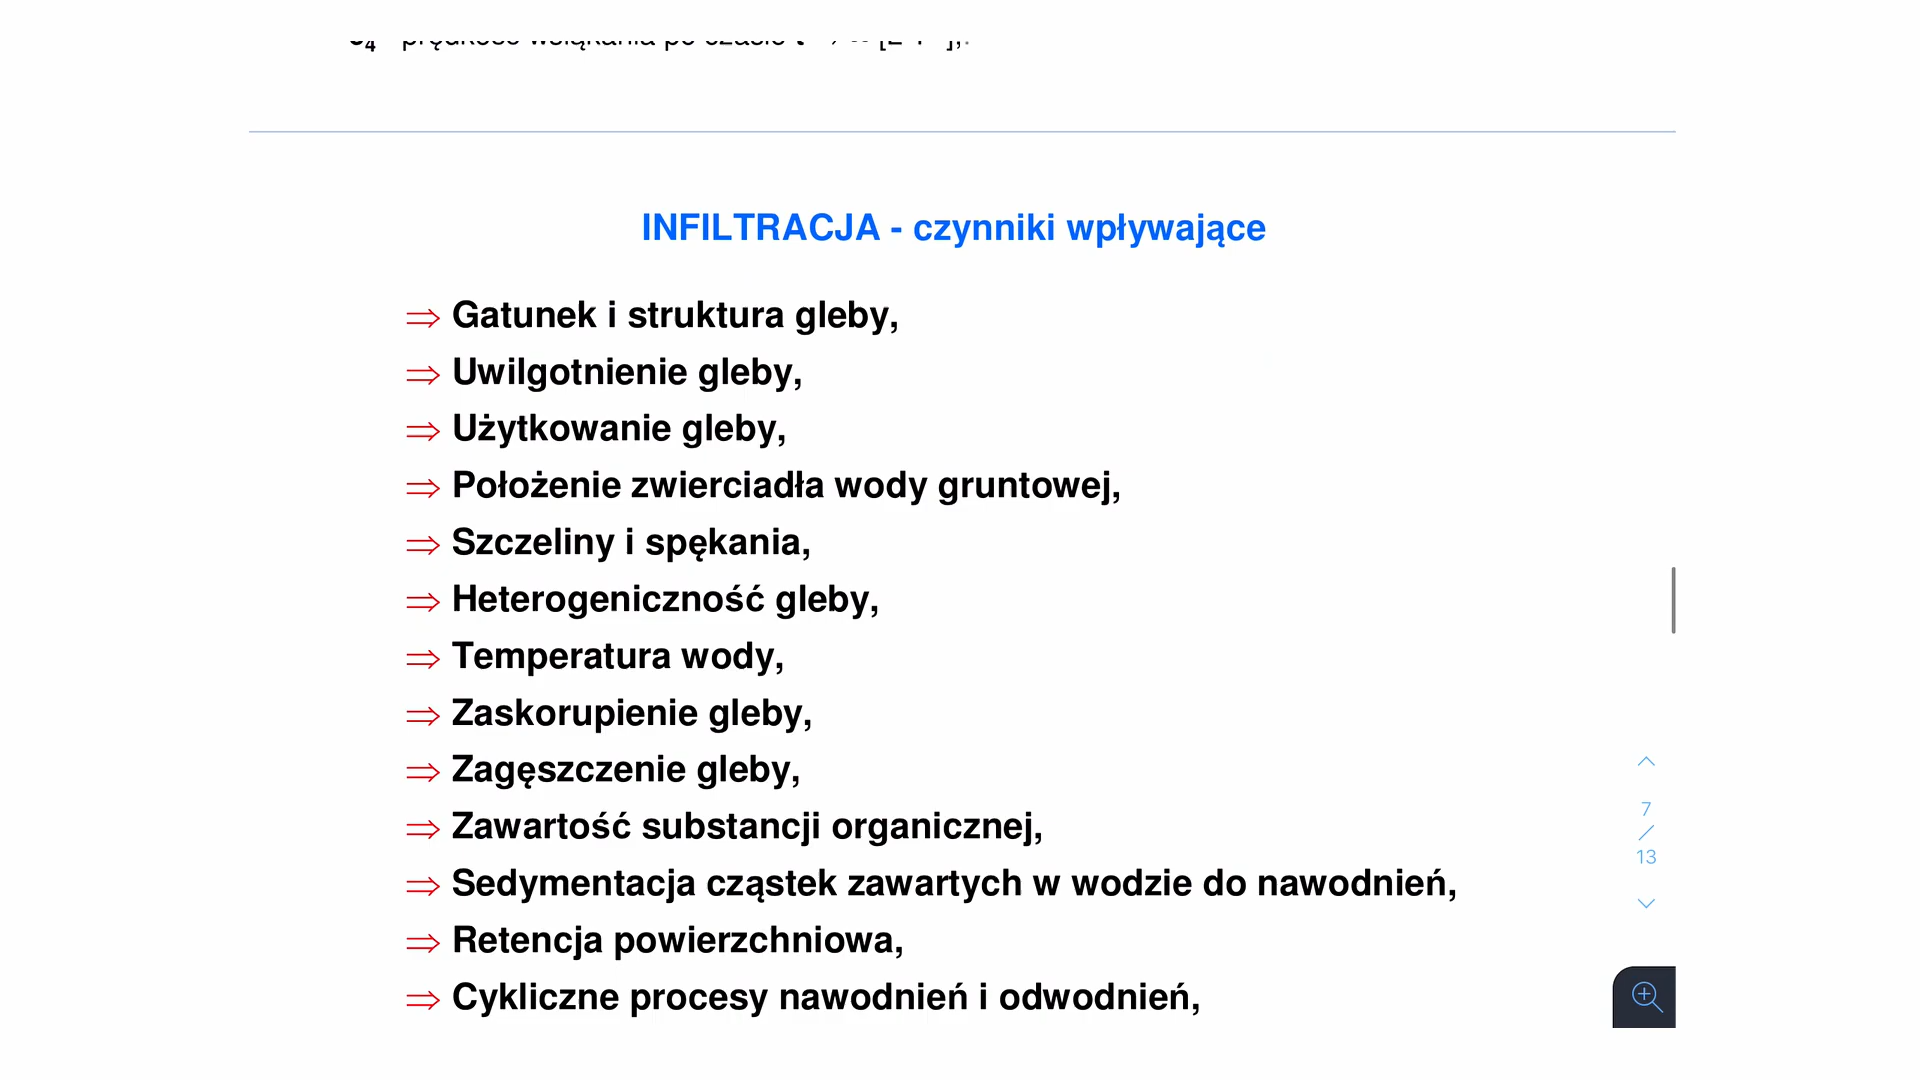 INFILTRACJA - czynniki wpływające
⇒ Gatunek i struktura gleby,
⇒ Uwilgotnienie gleby,
⇒ Użytkowanie gleby,
⇒ Położenie zwierciadła wody gruntowej,
⇒ Szczeliny i spękania,
⇒ Heterogeniczność gleby,
⇒ Temperatura wody,
⇒ Zaskorupienie gleby,
⇒ Zagęszczenie gleby,
⇒ Zawartość substancji organicznej,
⇒ Sedymentacja cząstek zawartych w wodzie do nawodnień,
⇒ Retencja powierzchniowa,
⇒ Cykliczne procesy nawodnień i odwodnień,
7
/
13